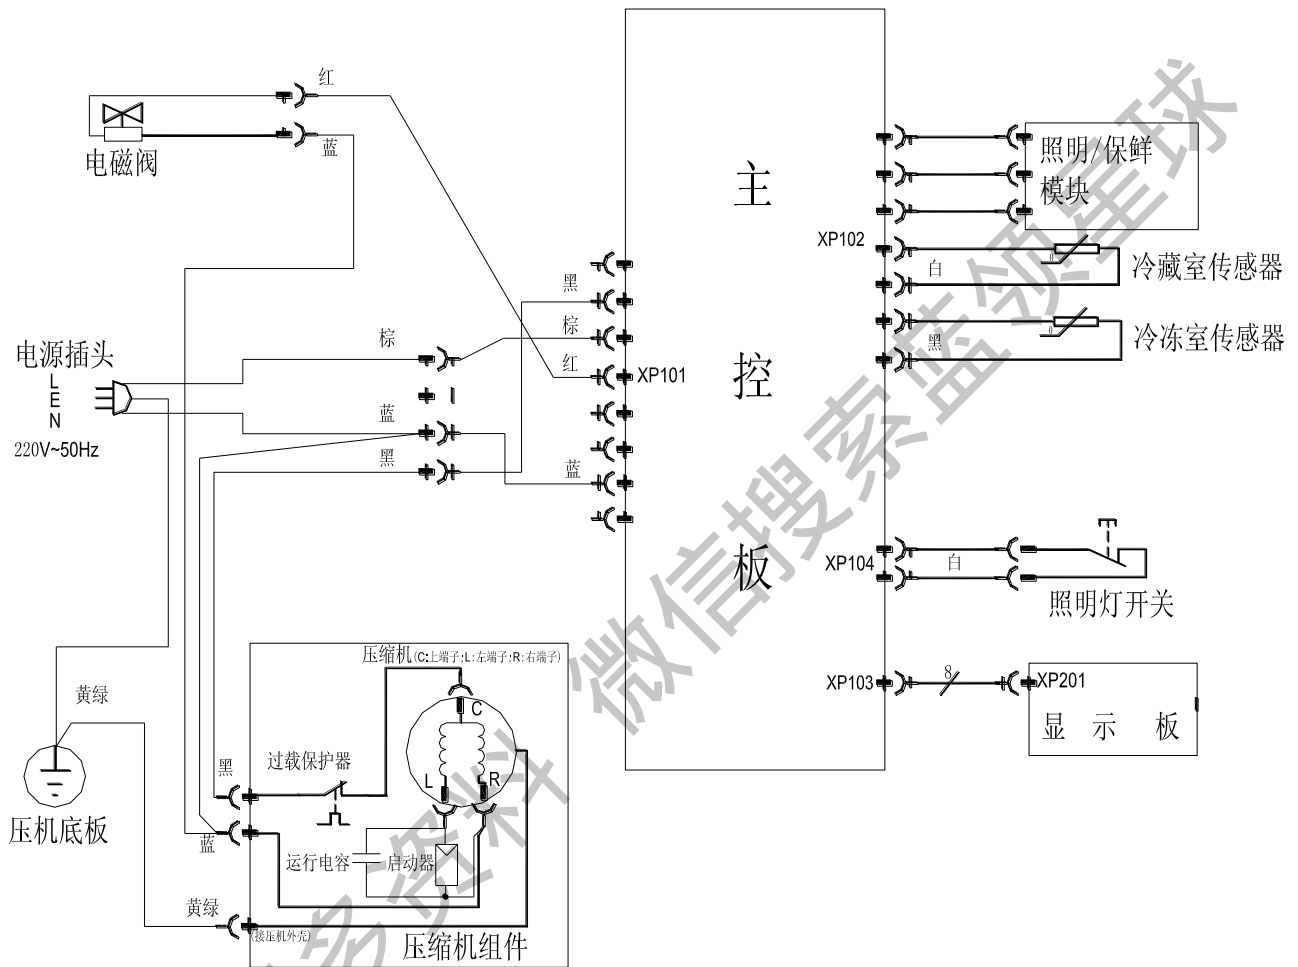 红
蓝
电磁阀
主
控
板
照明/保鲜
模块
XP102
白
冷藏室传感器
黑
冷冻室传感器
黑
棕
红
XP101
蓝
棕
蓝
黑
电源插头
L
E
N
220V~50Hz
XP104
白
照明灯开关
XP103
8
XP201
显 示 板
黄绿
压机底板
压缩机(C:上端子;L:左端子;R:右端子)
C
L
R
过载保护器
黑
蓝
运行电容
启动器
黄绿
(接压机外壳)
压缩机组件
多资料 微信搜索蓝领星球